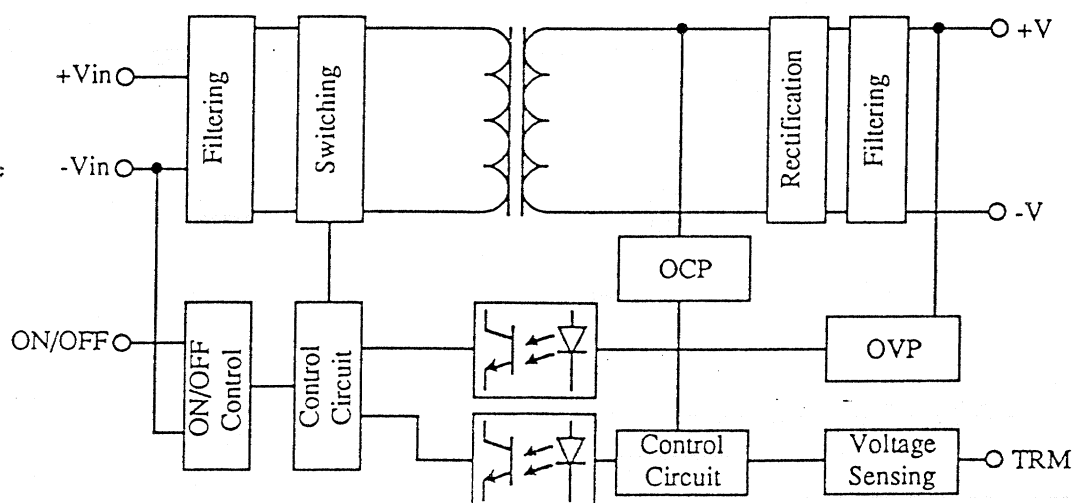 +V
+Vin
Filtering
Switching
Rectification
Filtering
-Vin
-V
OCP
ON/OFF
ON/OFF
Control
Control
Circuit
OVP
Control
Circuit
Voltage
Sensing
TRM